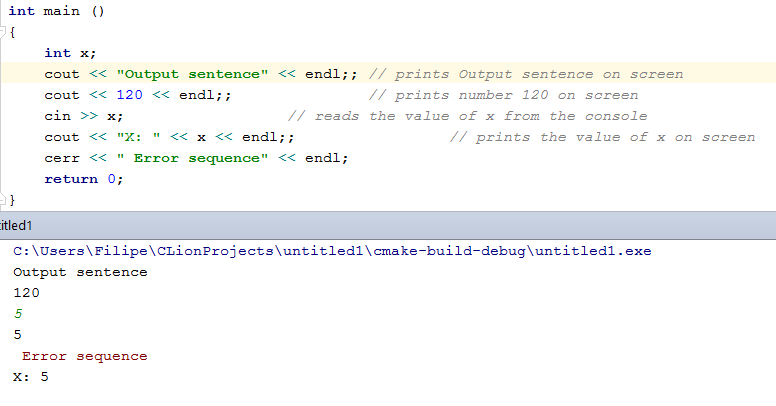 int main ()
{
int x;
cout << "Output sentence" << endl;; // prints Output sentence on screen
cout << 120 << endl;; // prints number 120 on screen
cin >> x; // reads the value of x from the console
cout << "X: " << x << endl;; // prints the value of x on screen
cerr << " Error sequence" << endl;
return 0;
}
titled1
C:\Users\Filipe\CLionProjects\untitled1\cmake-build-debug\untitled1.exe
Output sentence
120
5
5
Error sequence
X: 5